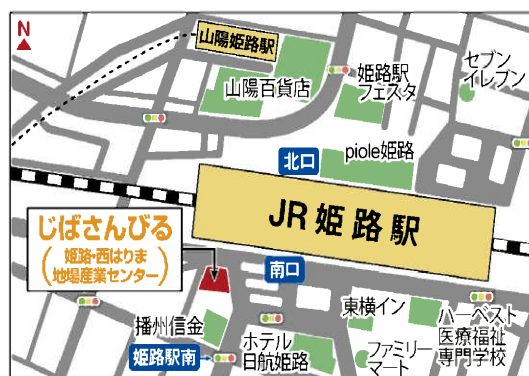 N
山陽姫路駅
山陽百貨店
姫路駅
フェスタ
セブン
イレブン
北口
piole姫路
JR姫路駅
じばさんびる
(姫路・西はりま
地場産業センター)
南口
播州信金
姫路駅南
ホテル
日航姫路
東横イン
ファミリー
マート
ハーベスト
医療福祉
専門学校